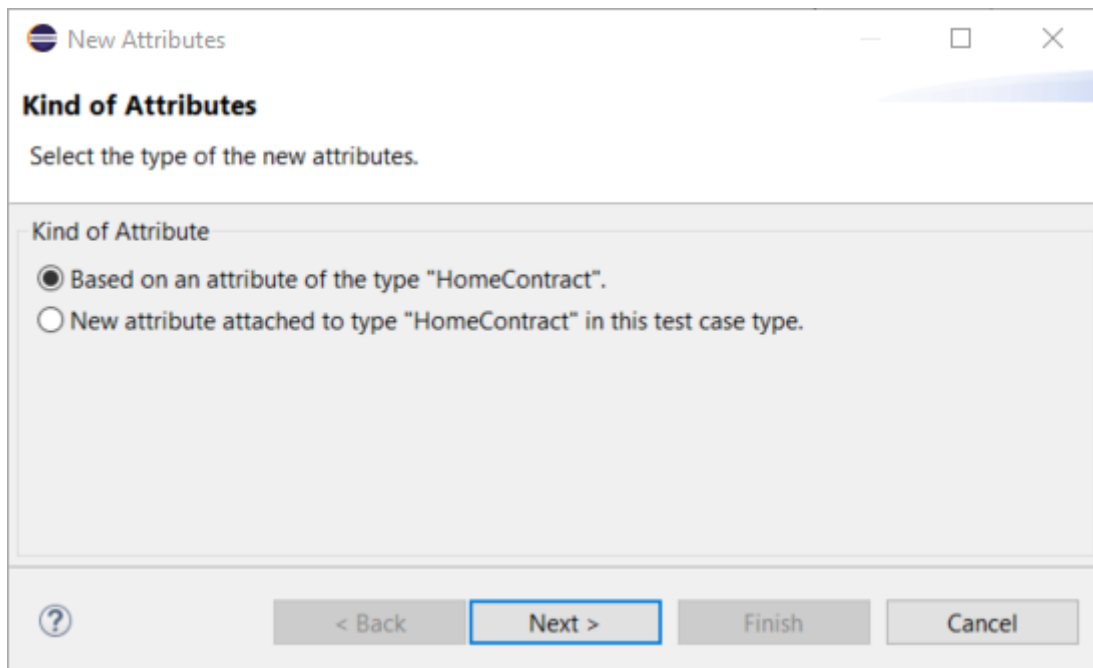 New Attributes
Kind of Attributes
Select the type of the new attributes.
Kind of Attribute
Based on an attribute of the type "HomeContract".
New attribute attached to type "HomeContract" in this test case type.
? < Back Next > Finish Cancel